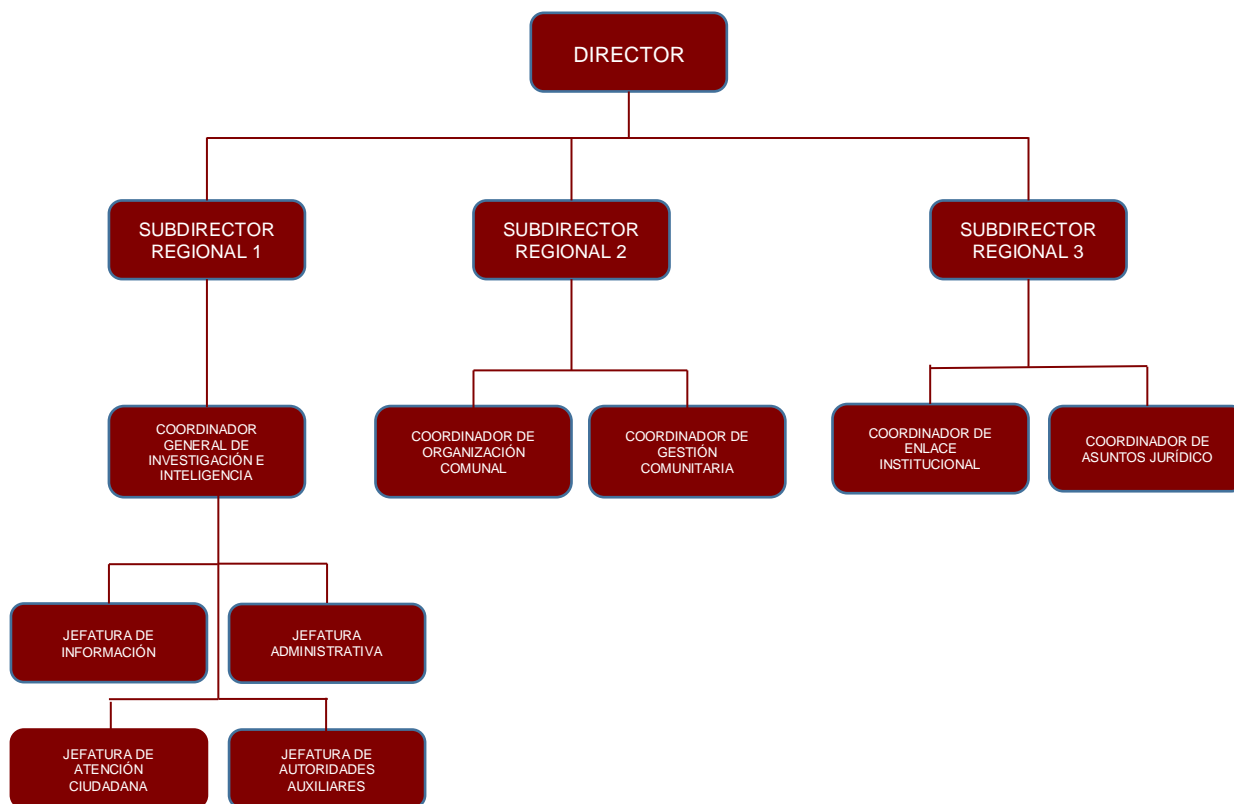 DIRECTOR
SUBDIRECTOR
REGIONAL 1
SUBDIRECTOR
REGIONAL 2
SUBDIRECTOR
REGIONAL 3
COORDINADOR
GENERAL DE
INVESTIGACIÓN E
INTELIGENCIA
COORDINADOR DE
ORGANIZACIÓN
COMUNAL
COORDINADOR DE
GESTIÓN
COMUNITARIA
COORDINADOR DE
ENLACE
INSTITUCIONAL
COORDINADOR DE
ASUNTOS JURÍDICO
JEFATURA DE
INFORMACIÓN
JEFATURA
ADMINISTRATIVA
JEFATURA DE
ATENCIÓN
CIUDADANA
JEFATURA DE
AUTORIDADES
AUXILIARES